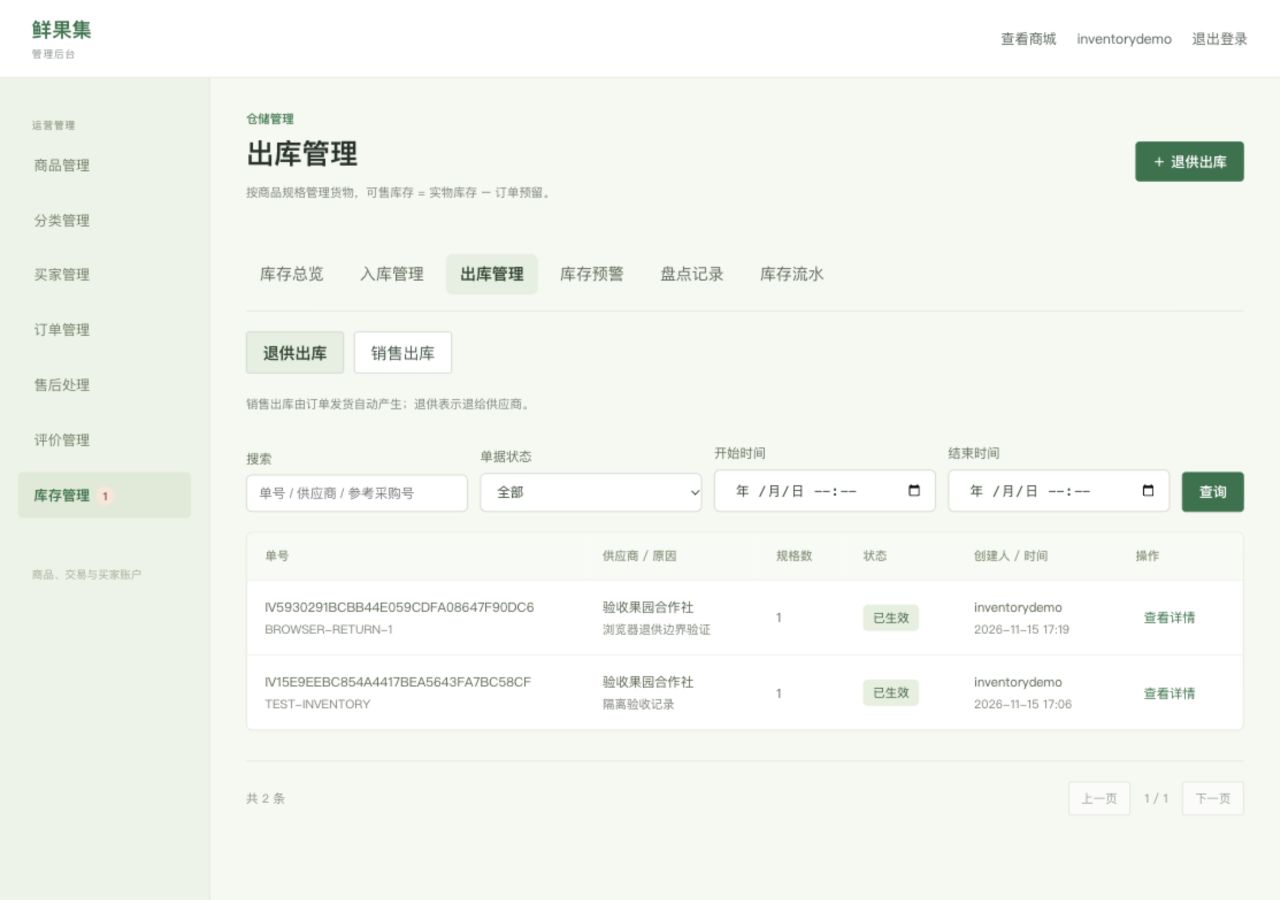 鲜果集
管理后台
查看商城 inventorydemo 退出登录
运营管理
商品管理
分类管理
买家管理
订单管理
售后处理
评价管理
库存管理 1
商品、交易与买家账户
仓储管理
出库管理
按商品规格管理货物，可售库存 = 实物库存 − 订单预留。
+ 退供出库
库存总览 入库管理 出库管理 库存预警 盘点记录 库存流水
退供出库 销售出库
销售出库由订单发货自动产生；退供表示退给供应商。
搜索 单据状态 开始时间 结束时间
单号 / 供应商 / 参考采购号 全部 年 /月/日 --:-- 年 /月/日 --:-- 查询
单号 供应商 / 原因 规格数 状态 创建人 / 时间 操作
IV5930291BCBB44E059CDFA08647F90DC6 验收果园合作社 1 已生效 inventorydemo 查看详情
BROWSER-RETURN-1 浏览器退供边界验证 2026-11-15 17:19
IV15E9EEBC854A4417BEA5643FA7BC58CF 验收果园合作社 1 已生效 inventorydemo 查看详情
TEST-INVENTORY 隔离验收记录 2026-11-15 17:06
共 2 条 上一页 1 / 1 下一页